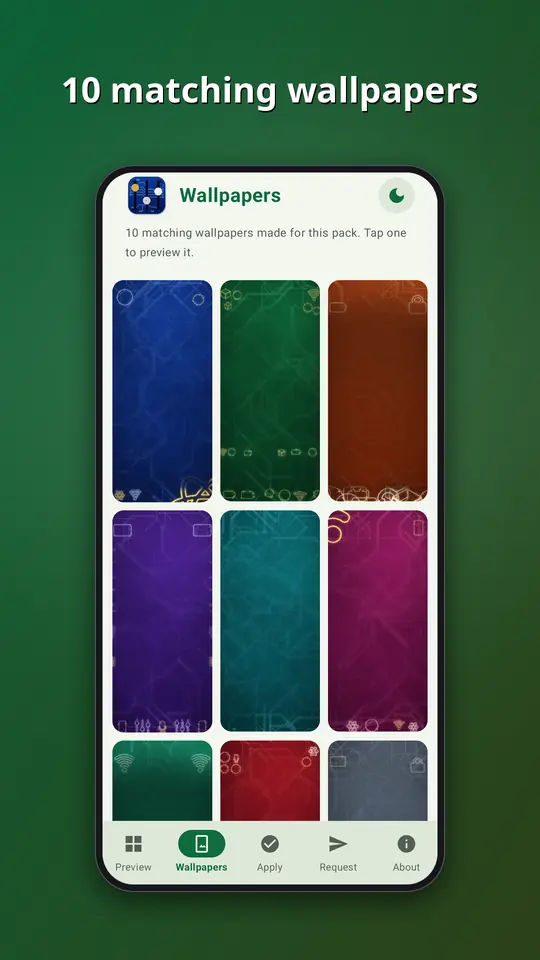 10 matching wallpapers
Wallpapers
10 matching wallpapers made for this pack. Tap one
to preview it.
Preview
Wallpapers
Apply
Request
About